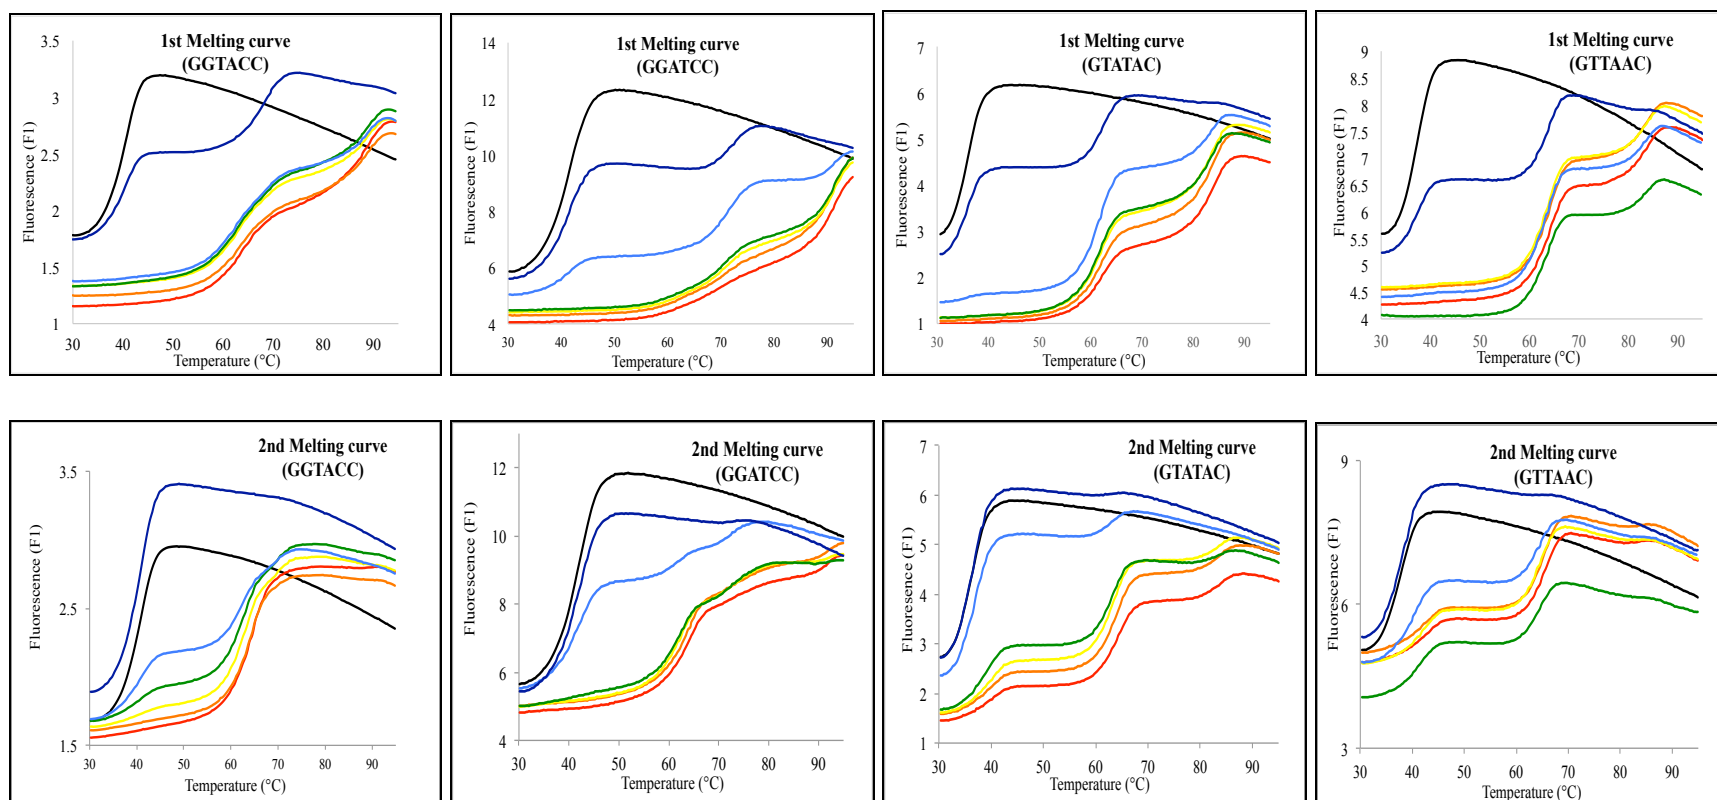 1st Melting curve
(GGTACC)
3.5
3
2.5
2
1.5
1
Fluorescence (F1)
30 40 50 60 70 80 90
Temperature (°C)
1st Melting curve
(GGATCC)
14
12
10
8
6
4
Fluorescence (F1)
30 40 50 60 70 80 90
Temperature (°C)
1st Melting curve
(GTATAC)
7
6
5
4
3
2
1
Fluorescence (F1)
30 40 50 60 70 80 90
Temperature (°C)
1st Melting curve
(GTTAAC)
9
8.5
8
7.5
7
6.5
6
5.5
5
4.5
4
Fluorescence (F1)
30 40 50 60 70 80 90
Temperature (°C)
2nd Melting curve
(GGTACC)
3.5
2.5
1.5
Fluorescence (F1)
30 40 50 60 70 80 90
Temperature (°C)
2nd Melting curve
(GGATCC)
12
10
8
6
4
Fluorescence (F1)
30 40 50 60 70 80 90
Temperature (°C)
2nd Melting curve
(GTATAC)
7
6
5
4
3
2
1
Fluorescence (F1)
30 40 50 60 70 80 90
Temperature (°C)
2nd Melting curve
(GTTAAC)
9
6
3
Fluorescence (F1)
30 40 50 60 70 80 90
Temperature (°C)